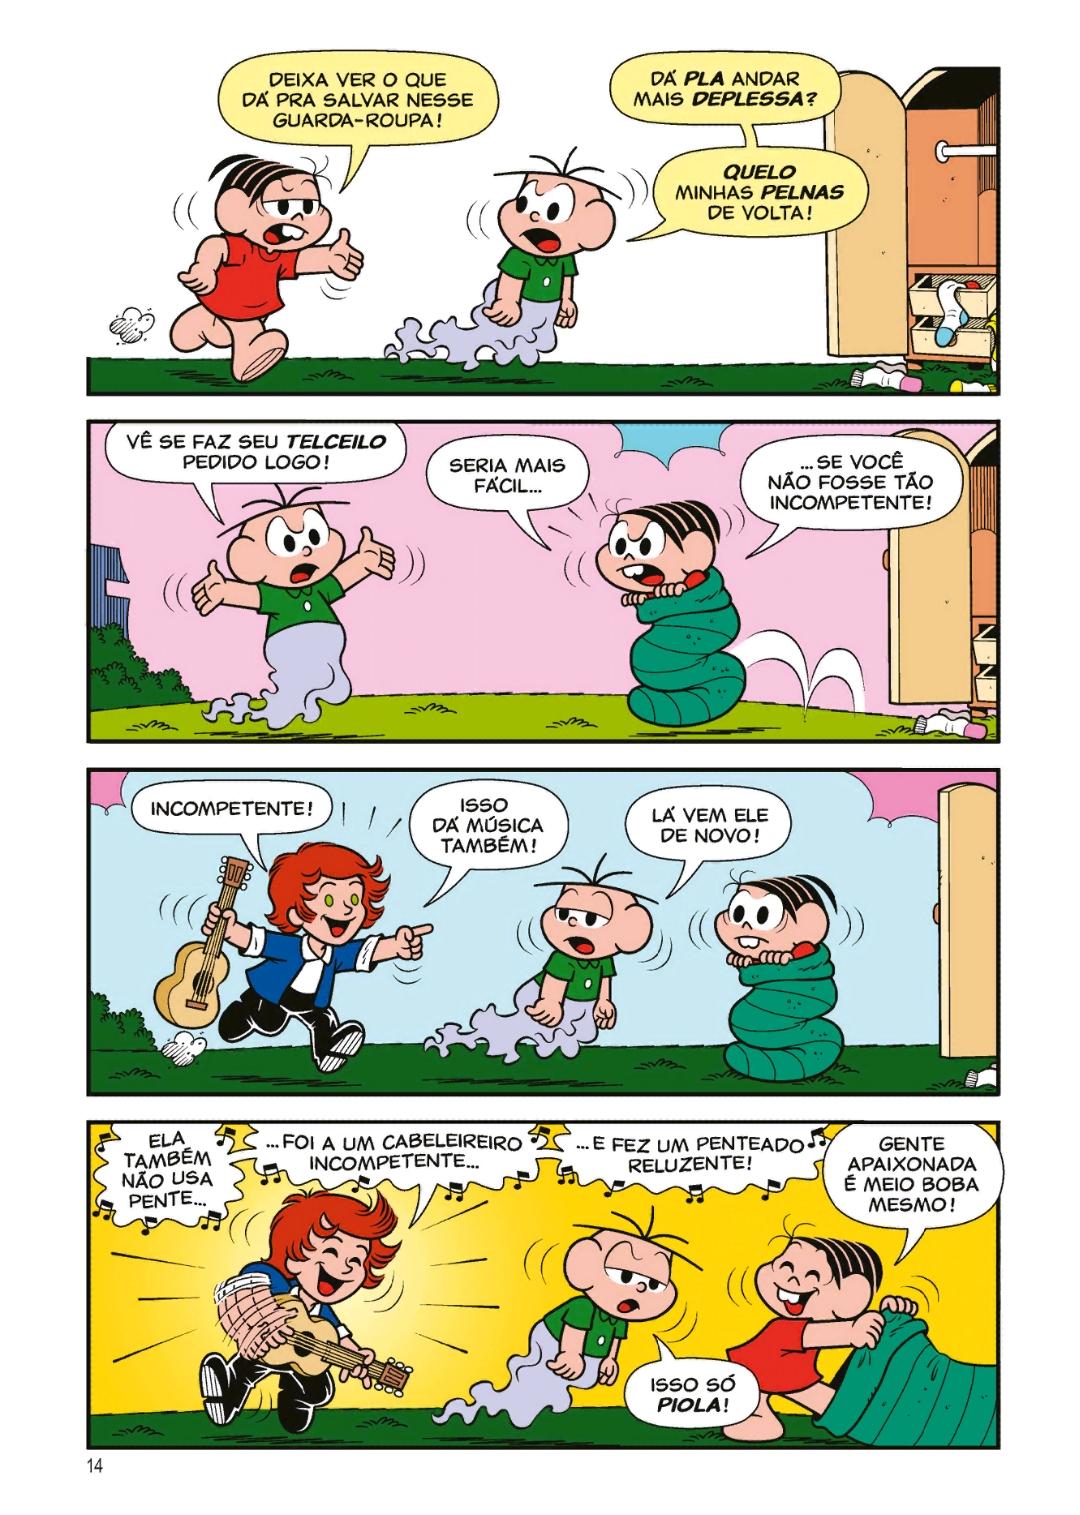 DEIXA VER O QUE
DÁ PRA SALVAR NESSE
GUARDA-ROUPA!
DÁ PLA ANDAR
MAIS DEPLESSA?
QUELO
MINHAS PELNAS
DE VOLTA!
VÊ SE FAZ SEU TELCEILO
PEDIDO LOGO!
SERIA MAIS
FÁCIL...
...SE VOCÊ
NÃO FOSSE TÃO
INCOMPETENTE!
INCOMPETENTE!
ISSO
DÁ MÚSICA
TAMBÉM!
LÁ VEM ELE
DE NOVO!
ELA
TAMBÉM
NÃO USA
PENTE...
...FOI A UM CABELEIREIRO
INCOMPETENTE...
...E FEZ UM PENTEADO
RELUZENTE!
GENTE
APAIXONADA
É MEIO BOBA
MESMO!
ISSO SÓ
PIOLA!
14